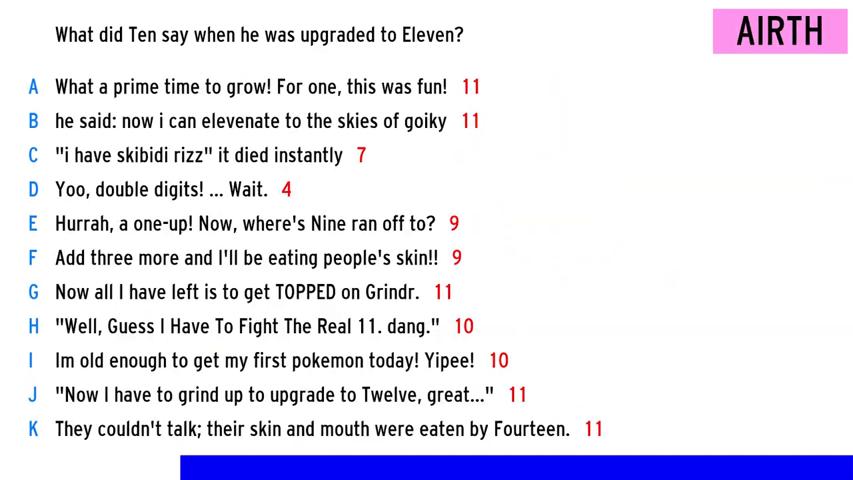 What did Ten say when he was upgraded to Eleven?
AIRTH
A What a prime time to grow! For one, this was fun! 11
B he said: now i can elevenate to the skies of goiky 11
C "i have skibidi rizz" it died instantly 7
D Yoo, double digits! ... Wait. 4
E Hurrah, a one-up! Now, where's Nine ran off to? 9
F Add three more and I'll be eating people's skin!! 9
G Now all I have left is to get TOPPED on Grindr. 11
H "Well, Guess I Have To Fight The Real 11. dang." 10
I Im old enough to get my first pokemon today! Yipee! 10
J "Now I have to grind up to upgrade to Twelve, great..." 11
K They couldn't talk; their skin and mouth were eaten by Fourteen. 11